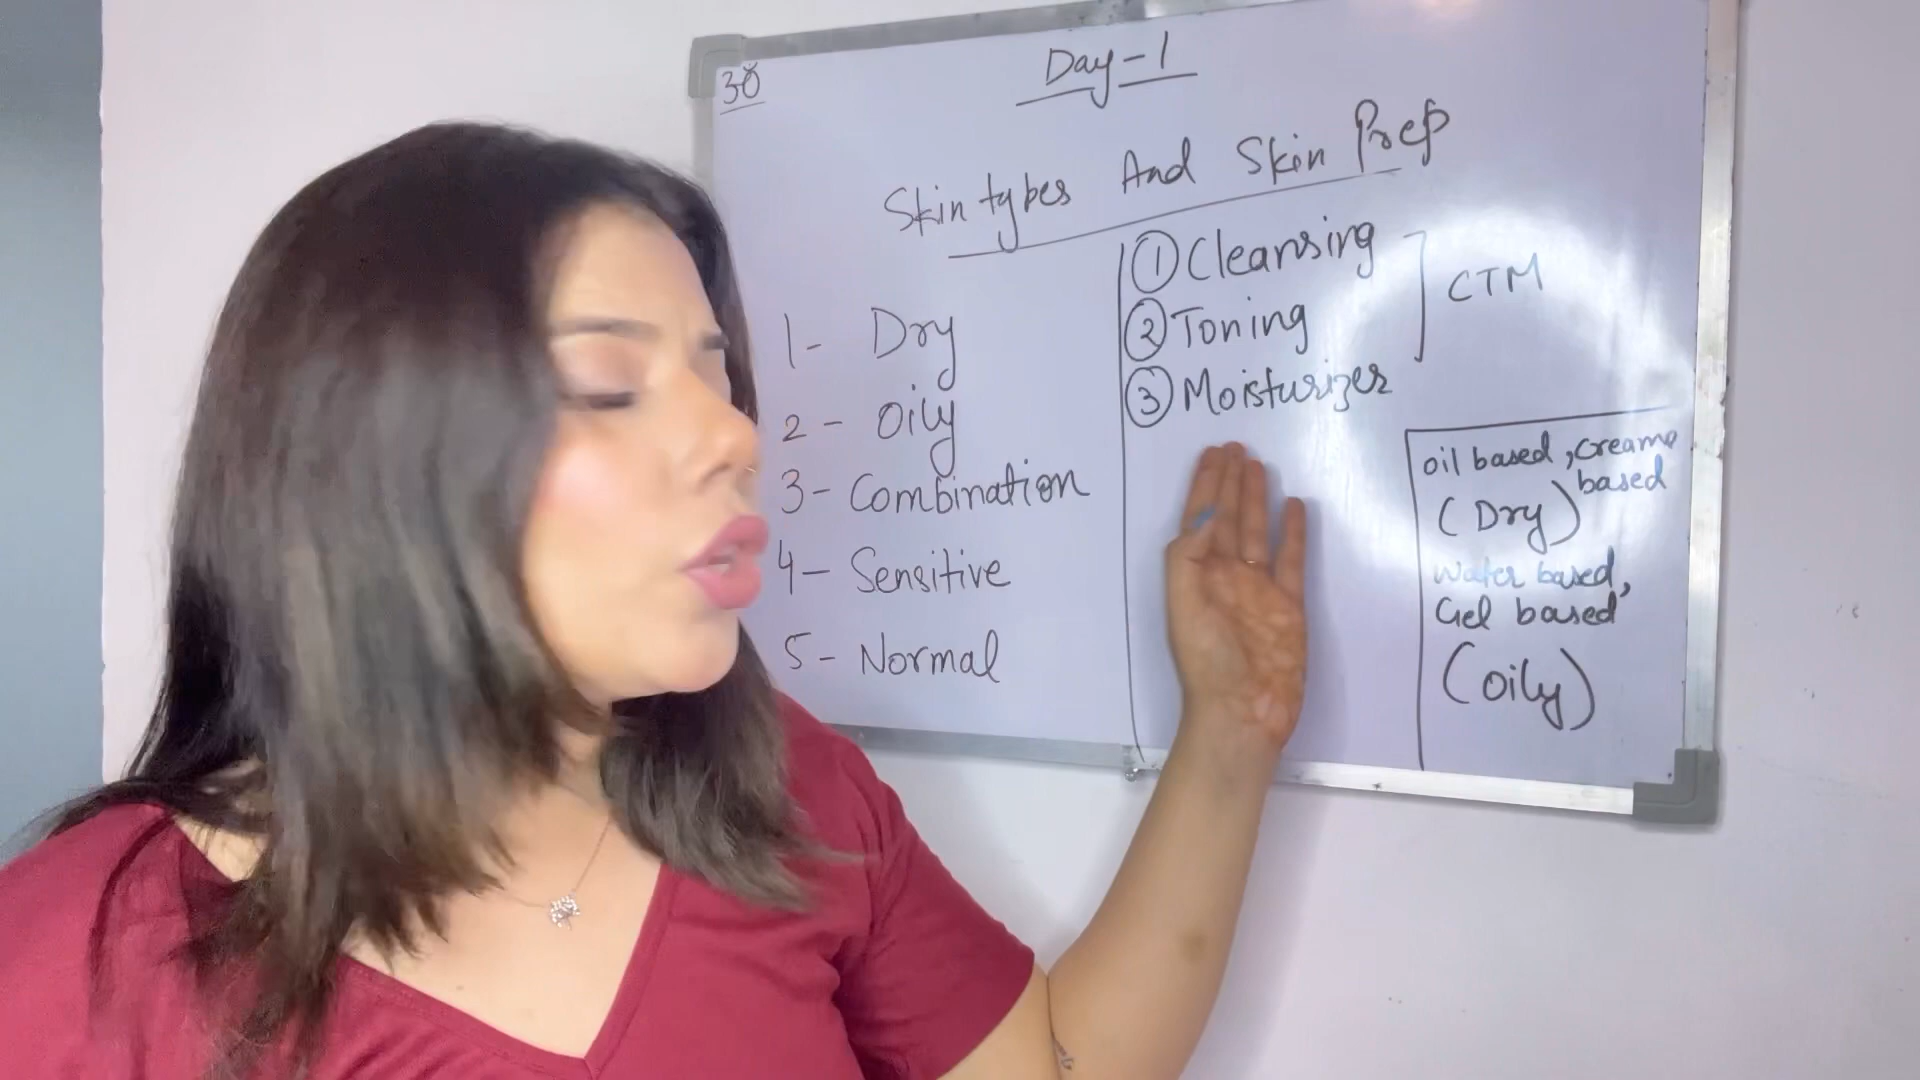 30
Day-1
Skin types And Skin Prep
1- Dry
2- Oily
3- Combination
4- Sensitive
5- Normal
① Cleansing
② Toning
③ Moisturizer
CTM
oil based, creame
based
(Dry)
water based,
Gel based
(oily)